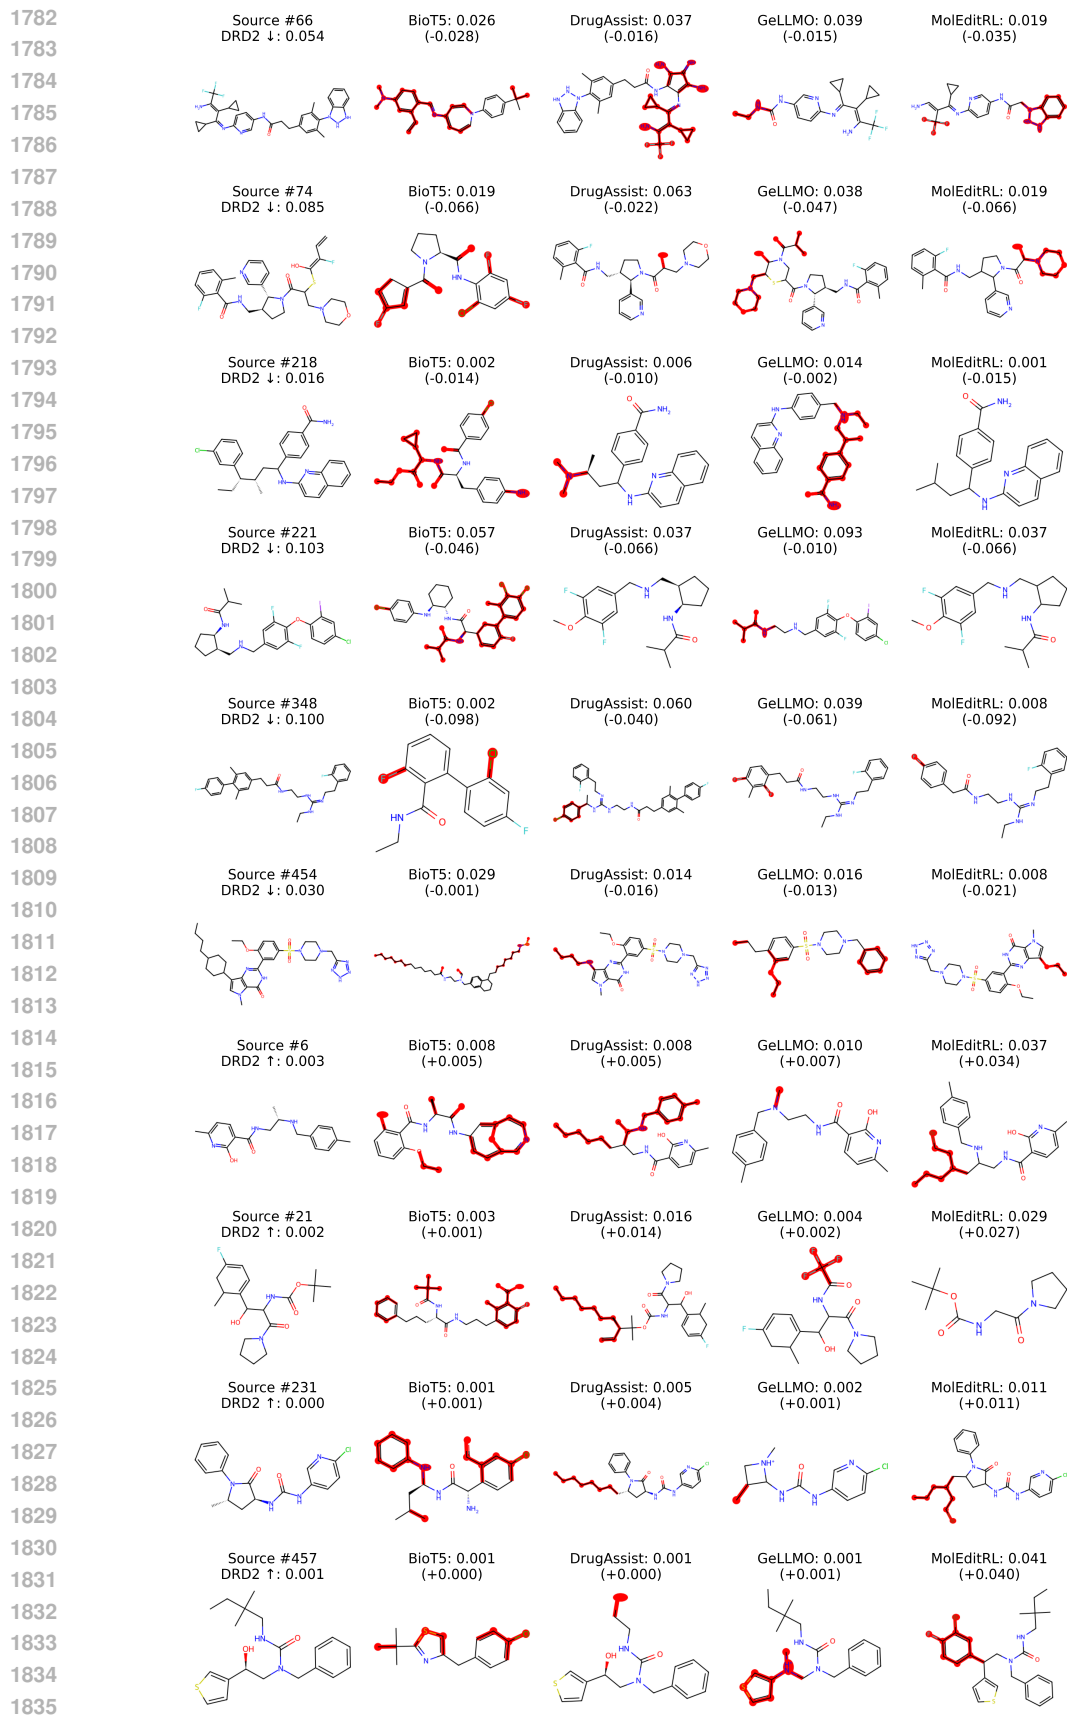 1782
1783
1784
1785
1786
1787
1788
1789
1790
1791
1792
1793
1794
1795
1796
1797
1798
1799
1800
1801
1802
1803
1804
1805
1806
1807
1808
1809
1810
1811
1812
1813
1814
1815
1816
1817
1818
1819
1820
1821
1822
1823
1824
1825
1826
1827
1828
1829
1830
1831
1832
1833
1834
1835
Source #66 BioT5: 0.026 DrugAssist: 0.037 GeLLMO: 0.039 MolEditRL: 0.019
DRD2 ↓: 0.054 (-0.028) (-0.016) (-0.015) (-0.035)
Source #74 BioT5: 0.019 DrugAssist: 0.063 GeLLMO: 0.038 MolEditRL: 0.019
DRD2 ↓: 0.085 (-0.066) (-0.022) (-0.047) (-0.066)
Source #218 BioT5: 0.002 DrugAssist: 0.006 GeLLMO: 0.014 MolEditRL: 0.001
DRD2 ↓: 0.016 (-0.014) (-0.010) (-0.002) (-0.015)
Source #221 BioT5: 0.057 DrugAssist: 0.037 GeLLMO: 0.093 MolEditRL: 0.037
DRD2 ↓: 0.103 (-0.046) (-0.066) (-0.010) (-0.066)
Source #348 BioT5: 0.002 DrugAssist: 0.060 GeLLMO: 0.039 MolEditRL: 0.008
DRD2 ↓: 0.100 (-0.098) (-0.040) (-0.061) (-0.092)
Source #454 BioT5: 0.029 DrugAssist: 0.014 GeLLMO: 0.016 MolEditRL: 0.008
DRD2 ↓: 0.030 (-0.001) (-0.016) (-0.013) (-0.021)
Source #6 BioT5: 0.008 DrugAssist: 0.008 GeLLMO: 0.010 MolEditRL: 0.037
DRD2 ↑: 0.003 (+0.005) (+0.005) (+0.007) (+0.034)
Source #21 BioT5: 0.003 DrugAssist: 0.016 GeLLMO: 0.004 MolEditRL: 0.029
DRD2 ↑: 0.002 (+0.001) (+0.014) (+0.002) (+0.027)
Source #231 BioT5: 0.001 DrugAssist: 0.005 GeLLMO: 0.002 MolEditRL: 0.011
DRD2 ↑: 0.000 (+0.001) (+0.004) (+0.001) (+0.011)
Source #457 BioT5: 0.001 DrugAssist: 0.001 GeLLMO: 0.001 MolEditRL: 0.041
DRD2 ↑: 0.001 (+0.000) (+0.000) (+0.001) (+0.040)